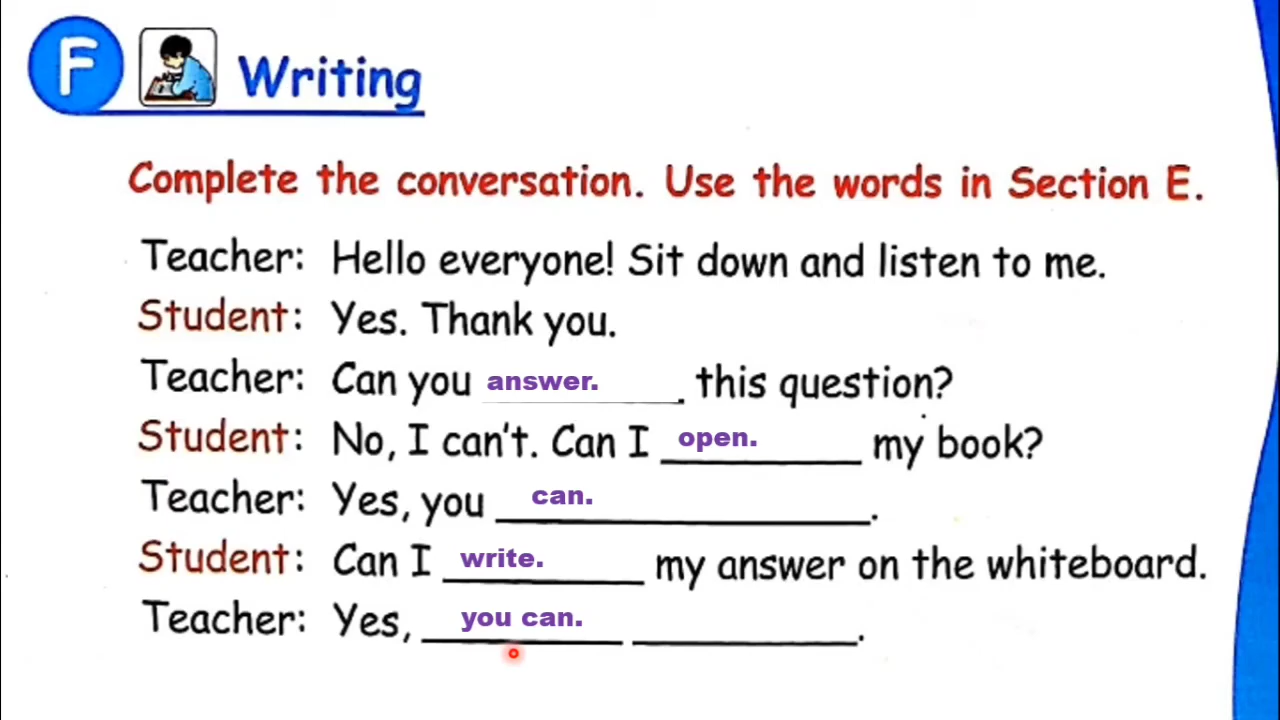 F Writing
Complete the conversation. Use the words in Section E.
Teacher: Hello everyone! Sit down and listen to me.
Student: Yes. Thank you.
Teacher: Can you answer. this question?
Student: No, I can't. Can I open. my book?
Teacher: Yes, you can. .
Student: Can I write. my answer on the whiteboard.
Teacher: Yes, you can. .